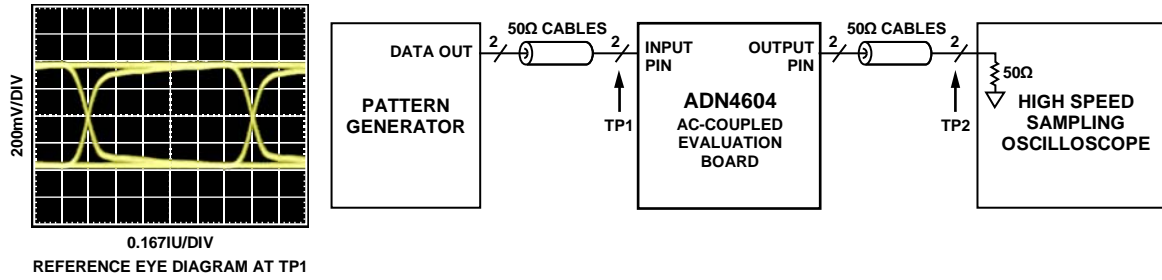 200mV/DIV
0.167IU/DIV
REFERENCE EYE DIAGRAM AT TP1
DATA OUT
PATTERN
GENERATOR
2
50Ω CABLES
2
TP1
INPUT
PIN
OUTPUT
PIN
ADN4604
AC-COUPLED
EVALUATION
BOARD
2
50Ω CABLES
2
TP2
50Ω
HIGH SPEED
SAMPLING
OSCILLOSCOPE